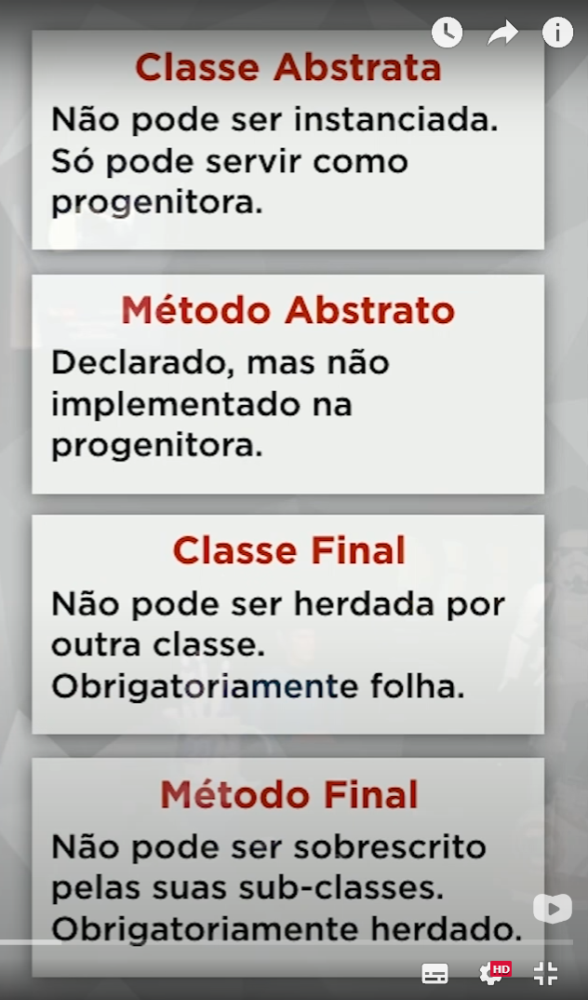 Classe Abstrata
Não pode ser instanciada.
Só pode servir como
progenitora.
Método Abstrato
Declarado, mas não
implementado na
progenitora.
Classe Final
Não pode ser herdada por
outra classe.
Obrigatoriamente folha.
Método Final
Não pode ser sobrescrito
pelas suas sub-classes.
Obrigatoriamente herdado.
HD